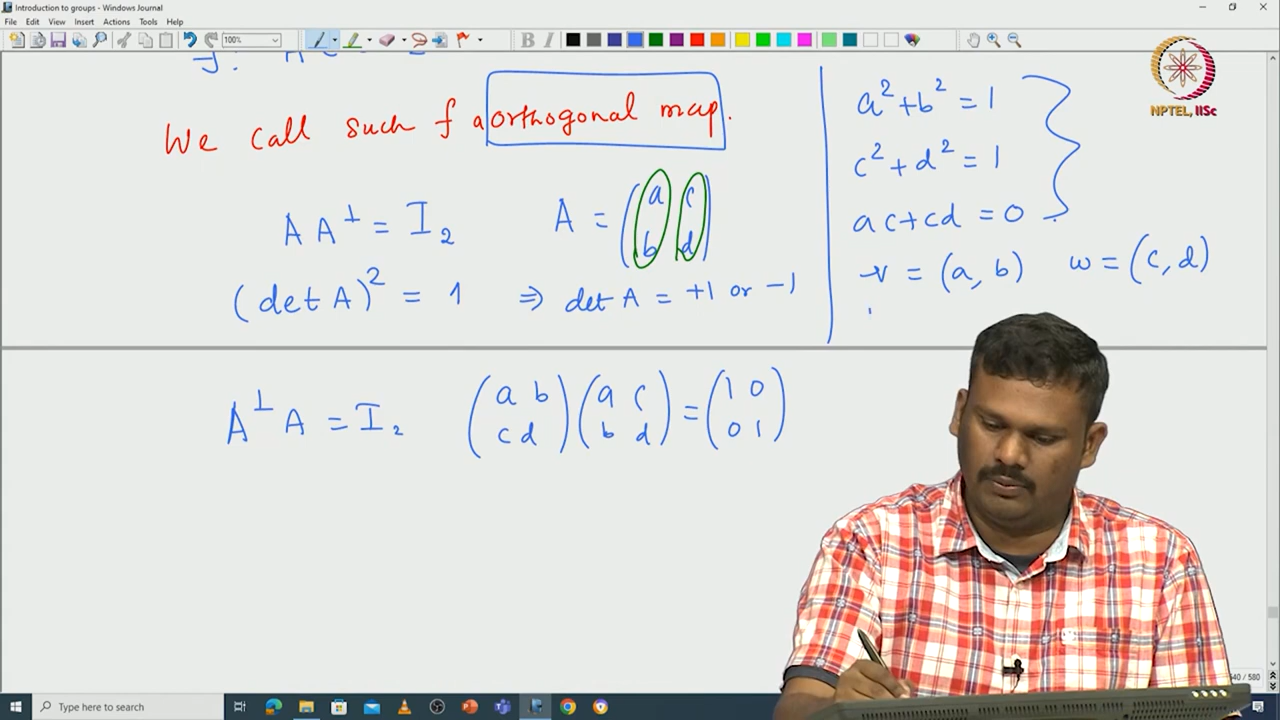 Introduction to groups - Windows Journal
File Edit View Insert Actions Tools Help
100%
B I
NPTEL, IISc
We call such f a orthogonal map.
A A^⊥ = I₂ A = (a c
b d)
(det A)² = 1 ⇒ det A = +1 or -1
a² + b² = 1
c² + d² = 1
ac + cd = 0
v = (a, b) w = (c, d)
A^⊥ A = I₂ (a b
c d) (a c
b d) = (1 0
0 1)
Type here to search